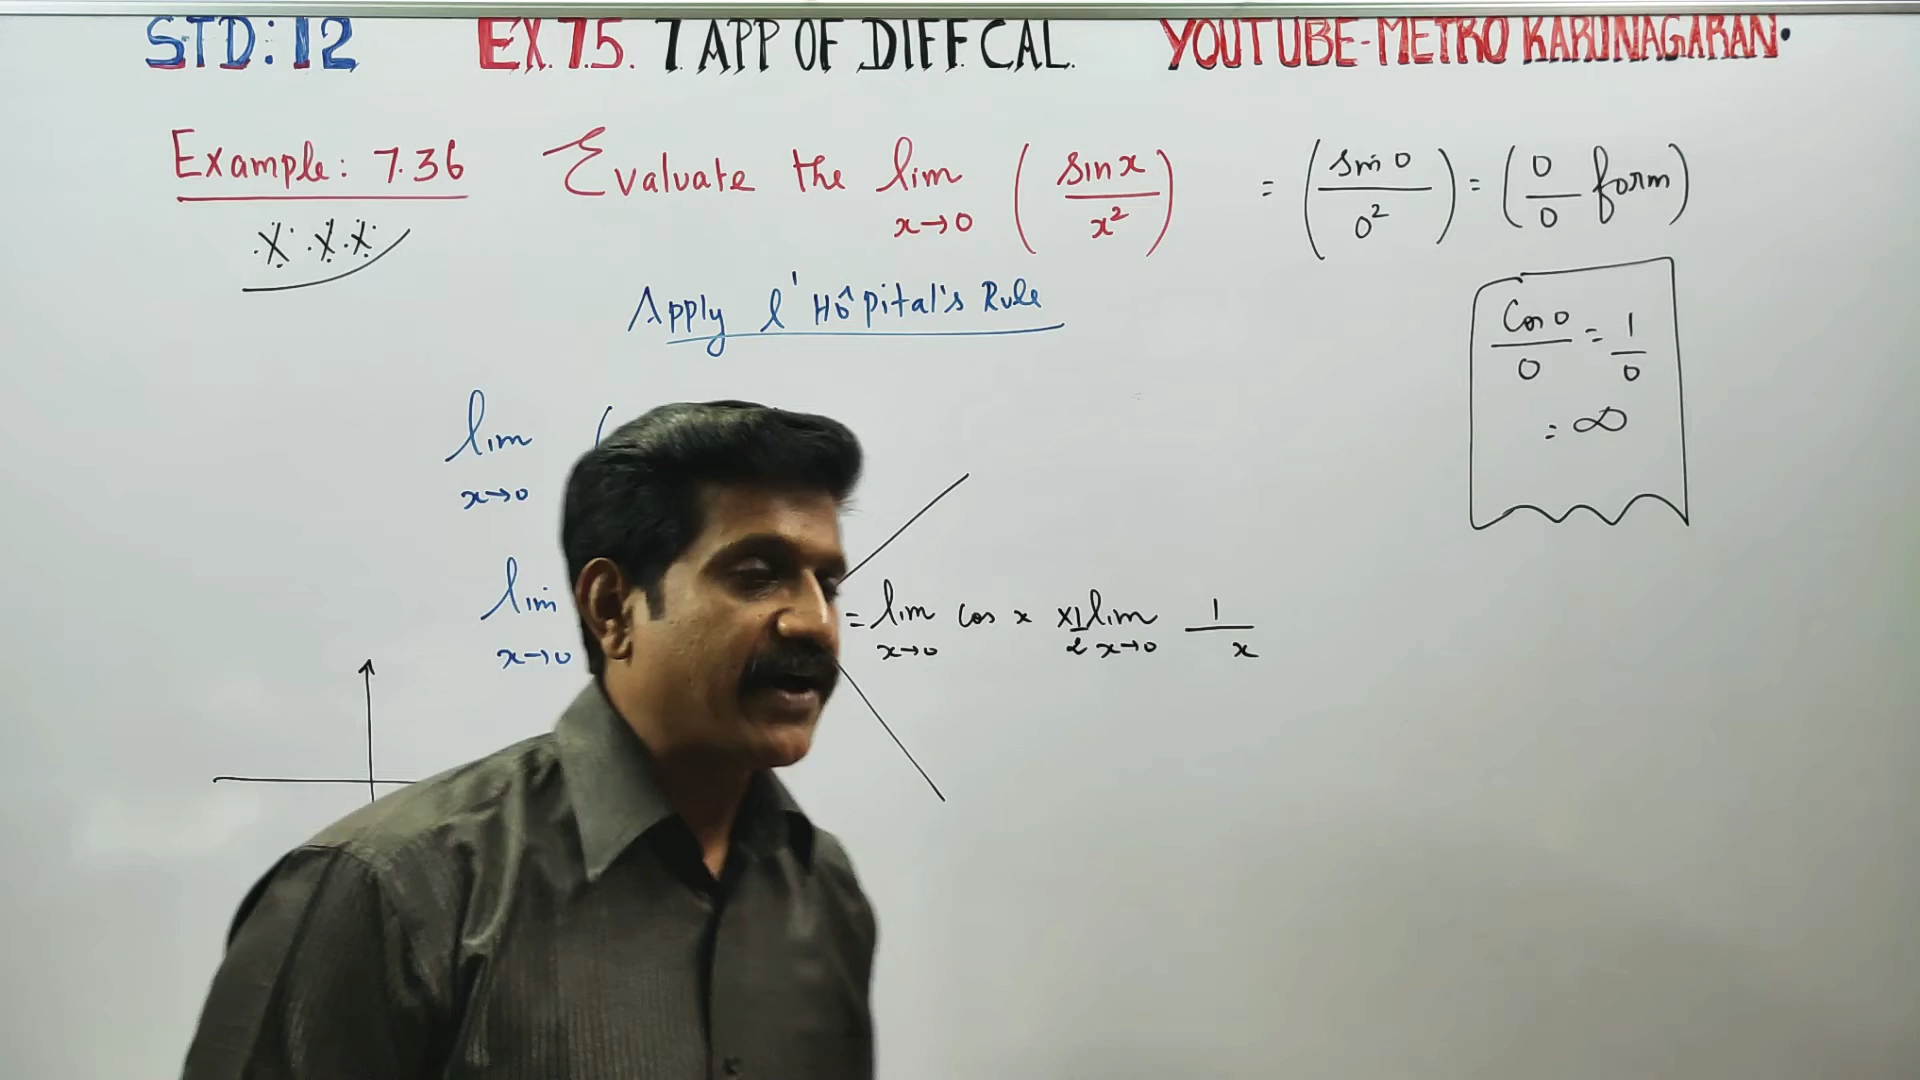 STD: 12 EX. 7.5. 7 APP OF DIFF. CAL. YOUTUBE-METRO KARUNAGARAN.
Example: 7.36 Evaluate the lim x→0 ( sin x / x² ) = ( sin 0 / 0² ) = ( 0 / 0 form )
.X. .X.X.
Apply l'Hôpital's Rule
cos 0 / 0 = 1 / 0
= ∞
lim x→0 (
lim x→0 = lim x→0 cos x × 1/2 lim x→0 1 / x